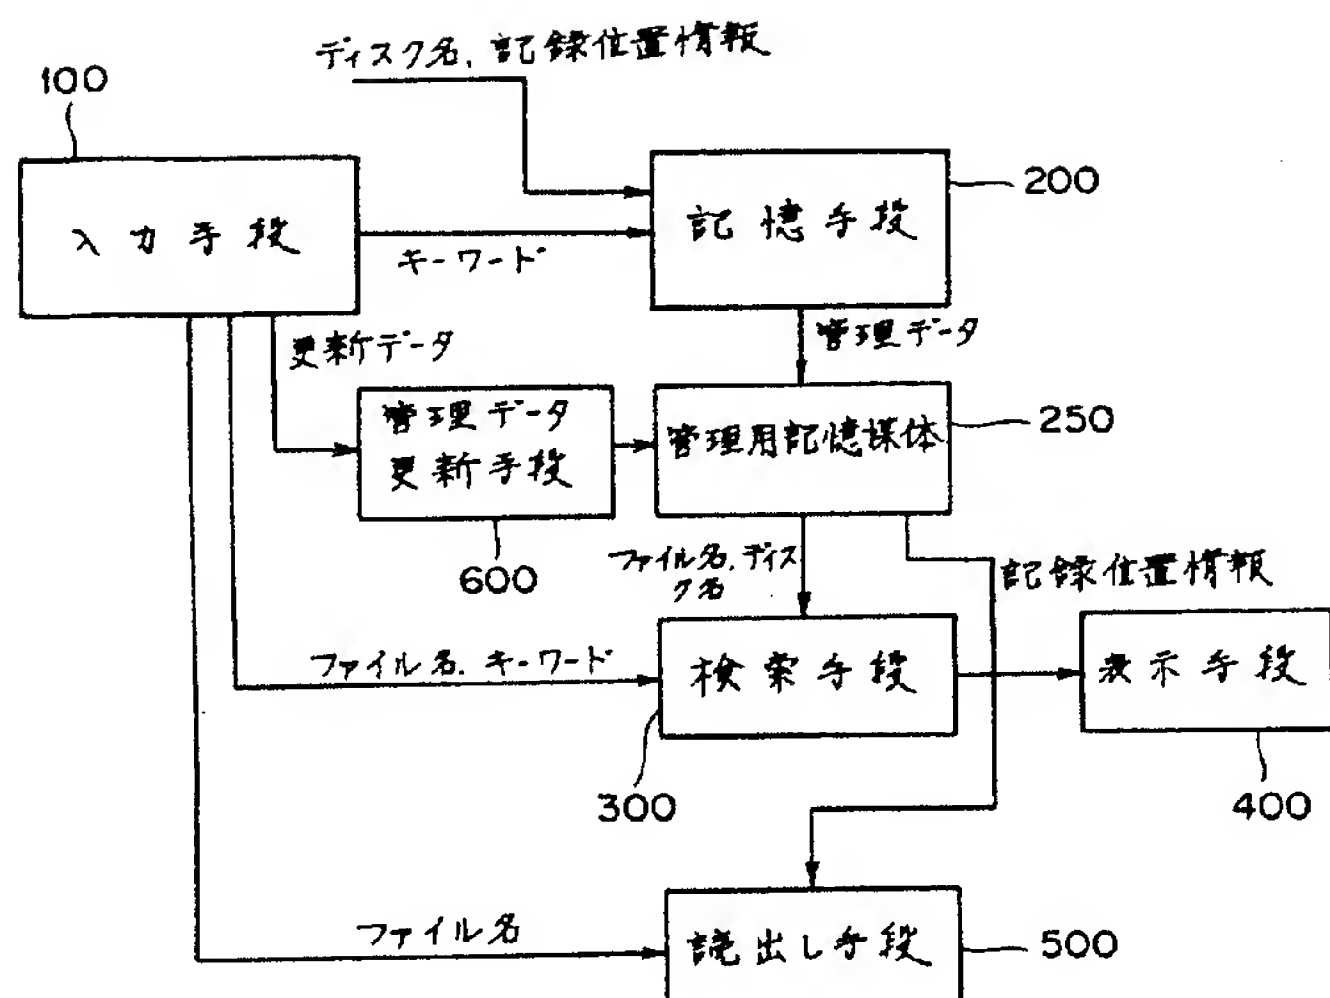 ディスク名、記録位置情報
100
入力手段
キーワード
記憶手段
200
更新データ
管理データ
管理データ
更新手段
600
管理用記憶媒体
250
ファイル名、ディス
ク名
記録位置情報
ファイル名、キーワード
検索手段
300
表示手段
400
ファイル名
読出し手段
500